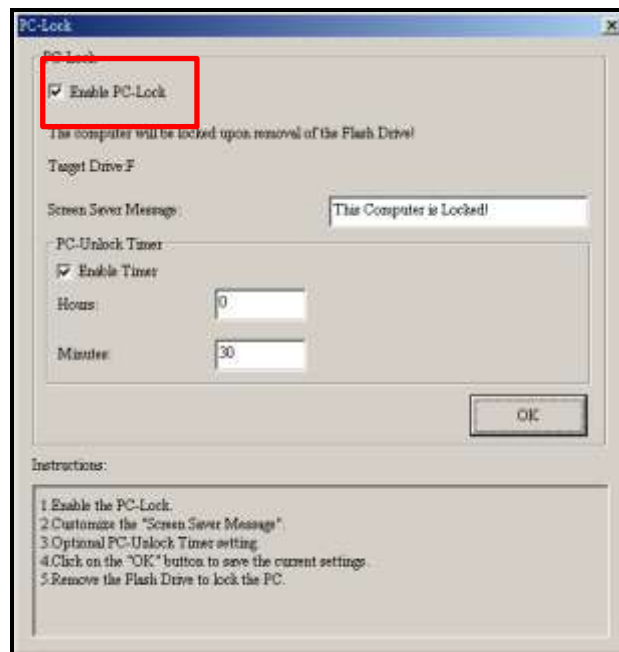 PC-Lock
PC-Lock
Enable PC-Lock
The computer will be locked upon removal of the Flash Drive!
Target Drive:F
Screen Saver Message:
This Computer is Locked!
PC-Unlock Timer
Enable Timer
Hours:
0
Minutes:
30
OK
Instructions:
1.Enable the PC-Lock.
2.Customize the "Screen Saver Message".
3.Optional PC-Unlock Timer setting.
4.Click on the "OK" button to save the current settings.
5.Remove the Flash Drive to lock the PC.